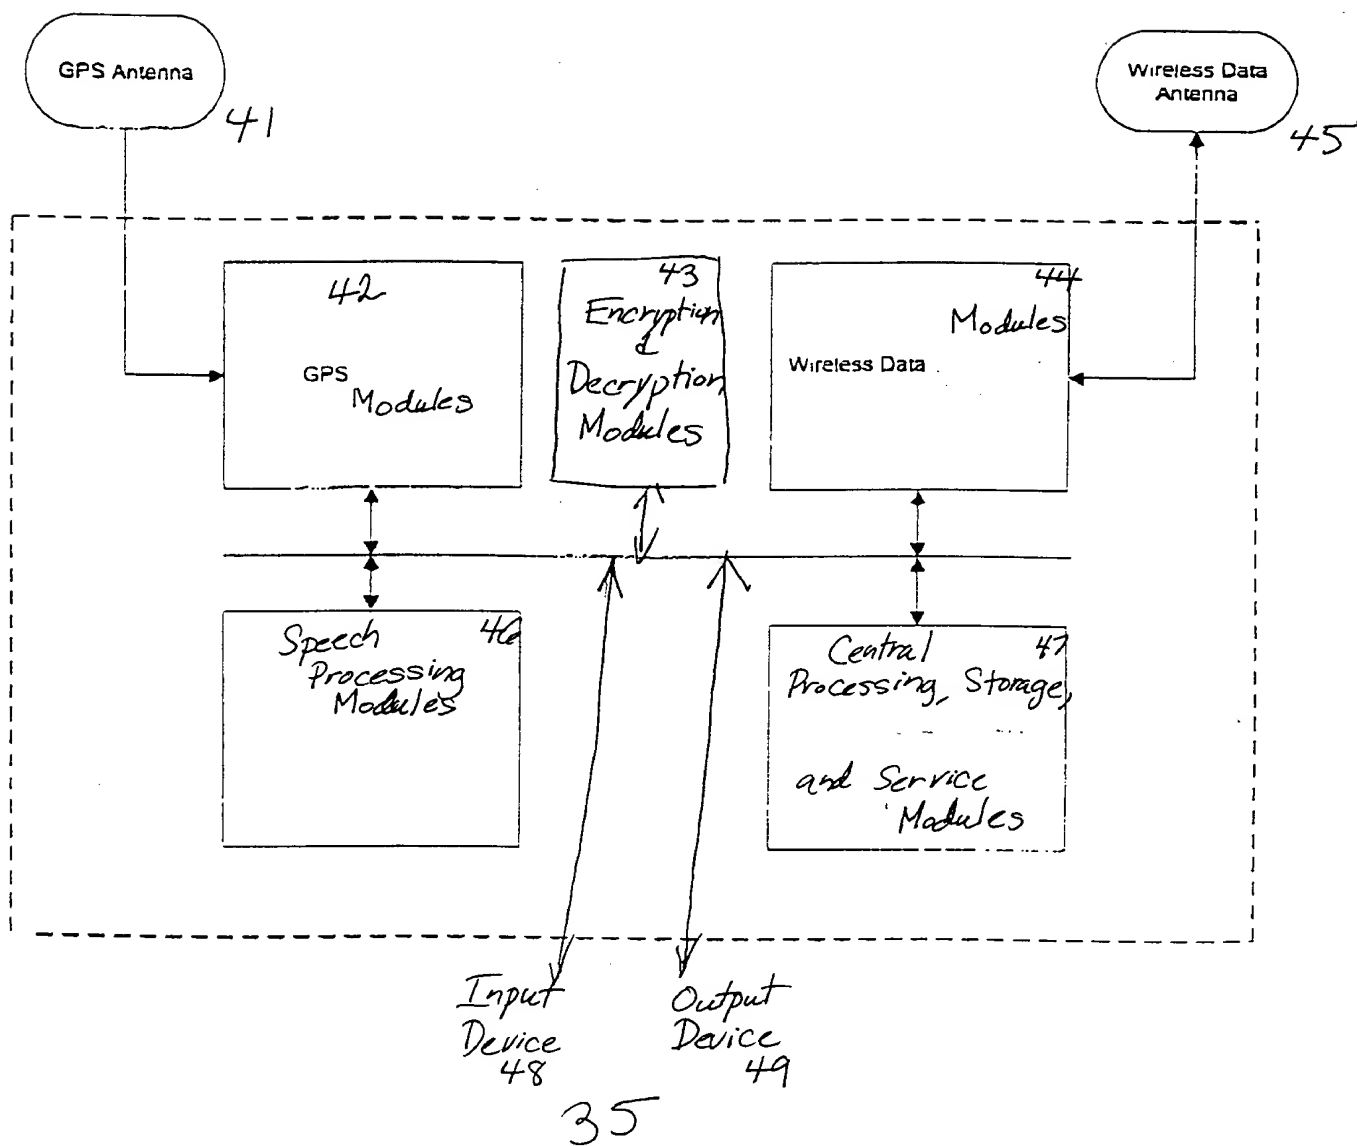 GPS Antenna
41
Wireless Data
Antenna
45
42
GPS
Modules
43
Encryption
&
Decryption
Modules
44
Modules
Wireless Data
Speech
46
Processing
Modules
Central
47
Processing, Storage,
and Service
Modules
Input
Device
48
Output
Device
49
35